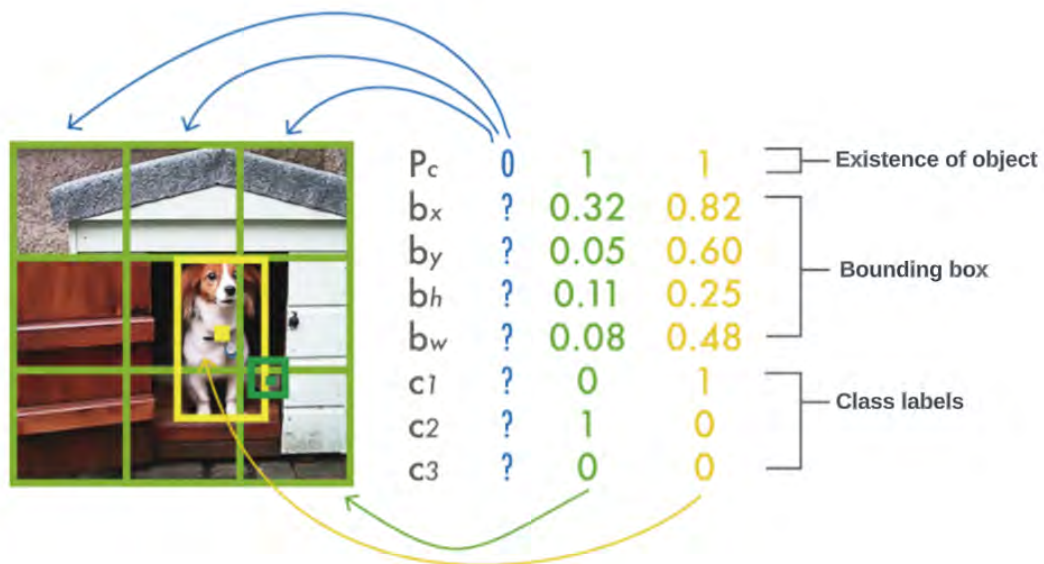 Pc 0 1 1 Existence of object
bx ? 0.32 0.82
by ? 0.05 0.60
Bounding box
bh ? 0.11 0.25
bw ? 0.08 0.48
c1 ? 0 1
Class labels
c2 ? 1 0
c3 ? 0 0